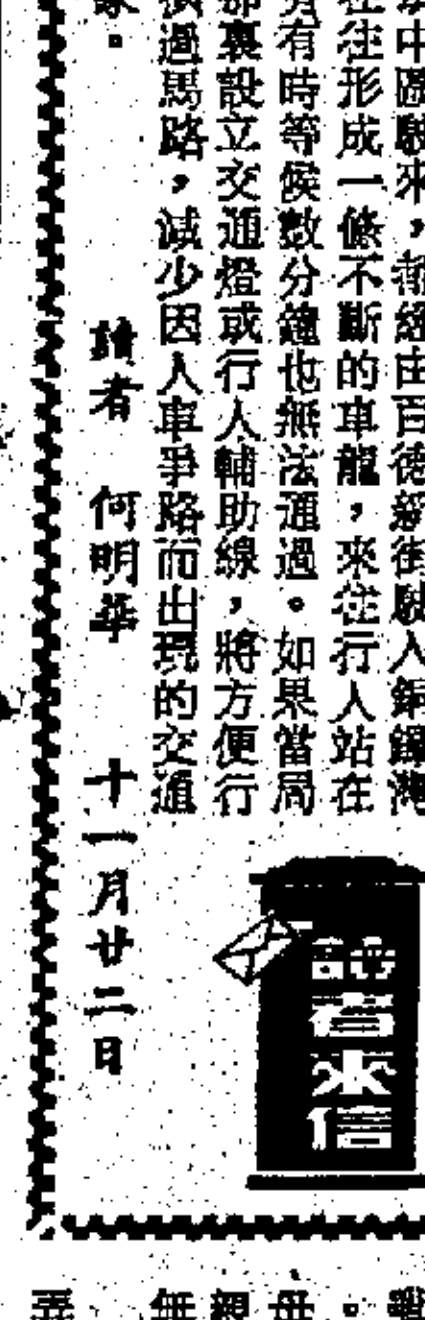 中區駛來，都經由百德新街駛入銅鑼灣
往往形成一條不斷的車龍，來往行人站在
有時等候數分鐘也無法通過。如果當局
那裏設立交通燈或行人輔助線，將方便行
過馬路，減少因人車爭路而出現的交通
。
讀者 何明華 十一月廿二日
讀者來信